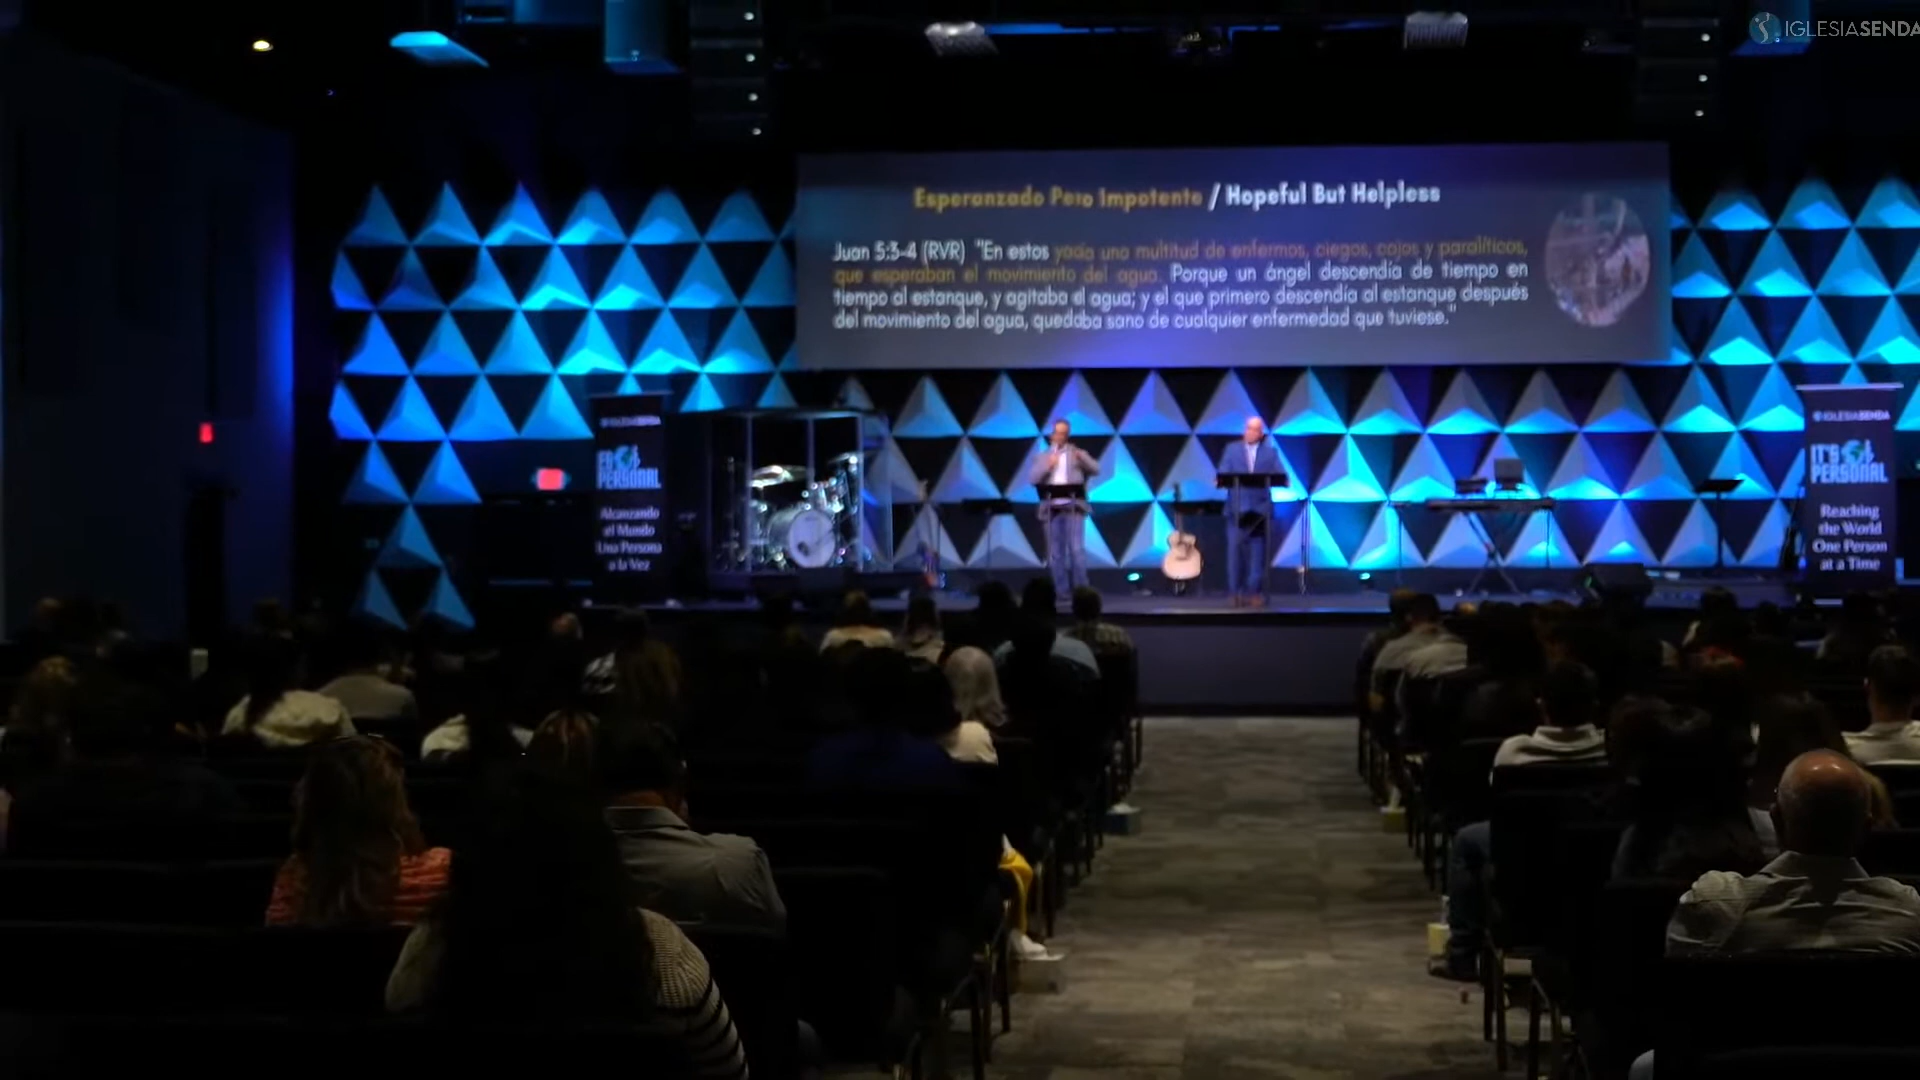 IGLESIASENDA
Esperanzado Pero Impotente / Hopeful But Helpless
Juan 5:3-4 (RVR) "En estos yacía una multitud de enfermos, ciegos, cojos y paralíticos,
que esperaban el movimiento del agua. Porque un ángel descendía de tiempo en
tiempo al estanque, y agitaba el agua; y el que primero descendía al estanque después
del movimiento del agua, quedaba sano de cualquier enfermedad que tuviese."
IGLESIASENDA
ES
PERSONAL
Alcanzando
el Mundo
Una Persona
a la Vez
IGLESIASENDA
IT'S
PERSONAL
Reaching
the World
One Person
at a Time